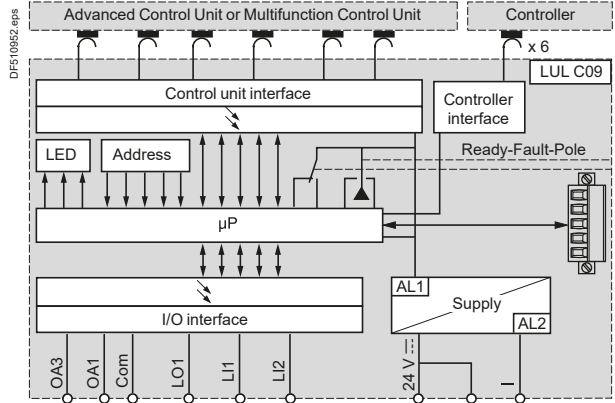 DF510952.eps
Advanced Control Unit or Multifunction Control Unit
Controller
x 6
LUL C09
Control unit interface
Controller
interface
LED
Address
Ready-Fault-Pole
µP
AL1
Supply
AL2
I/O interface
OA3
OA1
Com
LO1
LI1
LI2
24 V
I